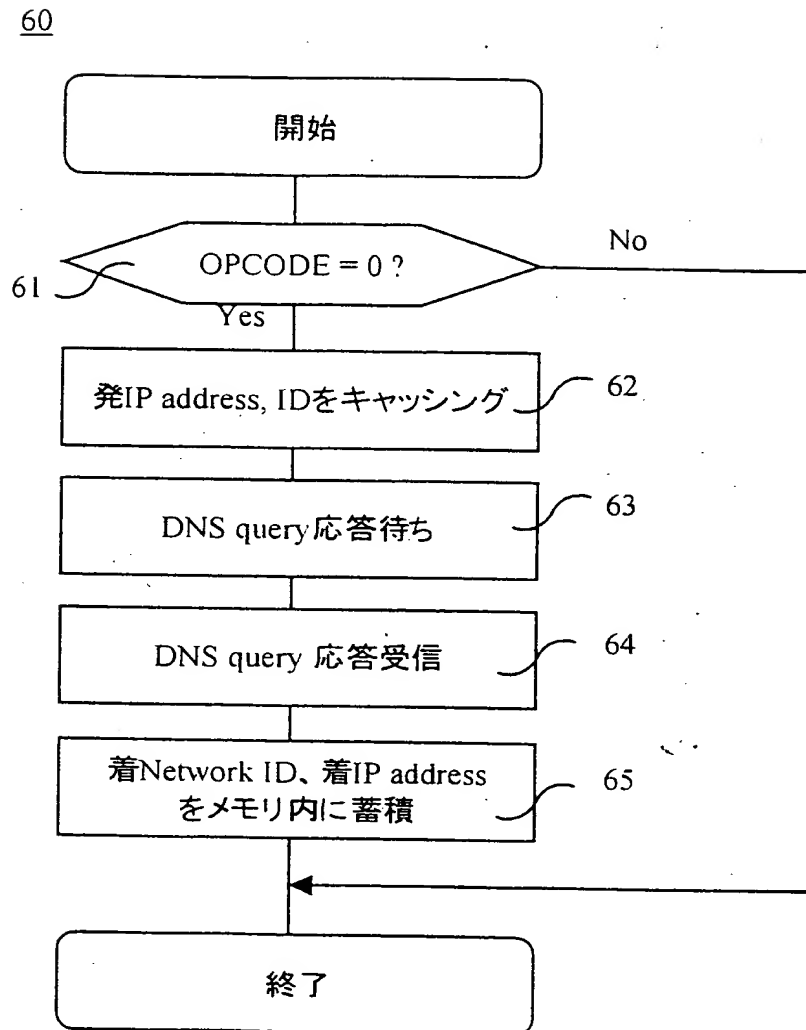 60
開始
OPCODE = 0 ?
No
61
Yes
発IP address, IDをキャッシング
62
DNS query 応答待ち
63
DNS query 応答受信
64
着Network ID、着IP address
をメモリ内に蓄積
65
終了